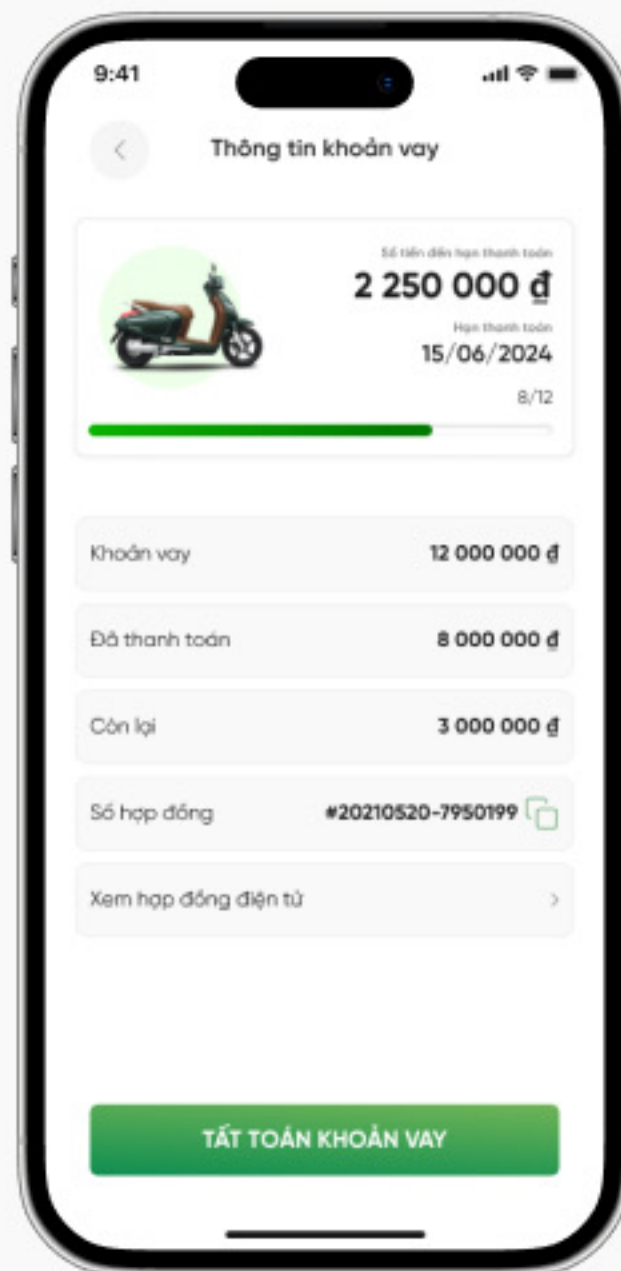 9:41
Thông tin khoản vay
Số tiền đến hạn thanh toán
2 250 000 ₫
Hạn thanh toán
15/06/2024
8/12
Khoản vay
12 000 000 ₫
Đã thanh toán
8 000 000 ₫
Còn lại
3 000 000 ₫
Số hợp đồng
#20210520-7950199
Xem hợp đồng điện tử
TẤT TOÁN KHOẢN VAY